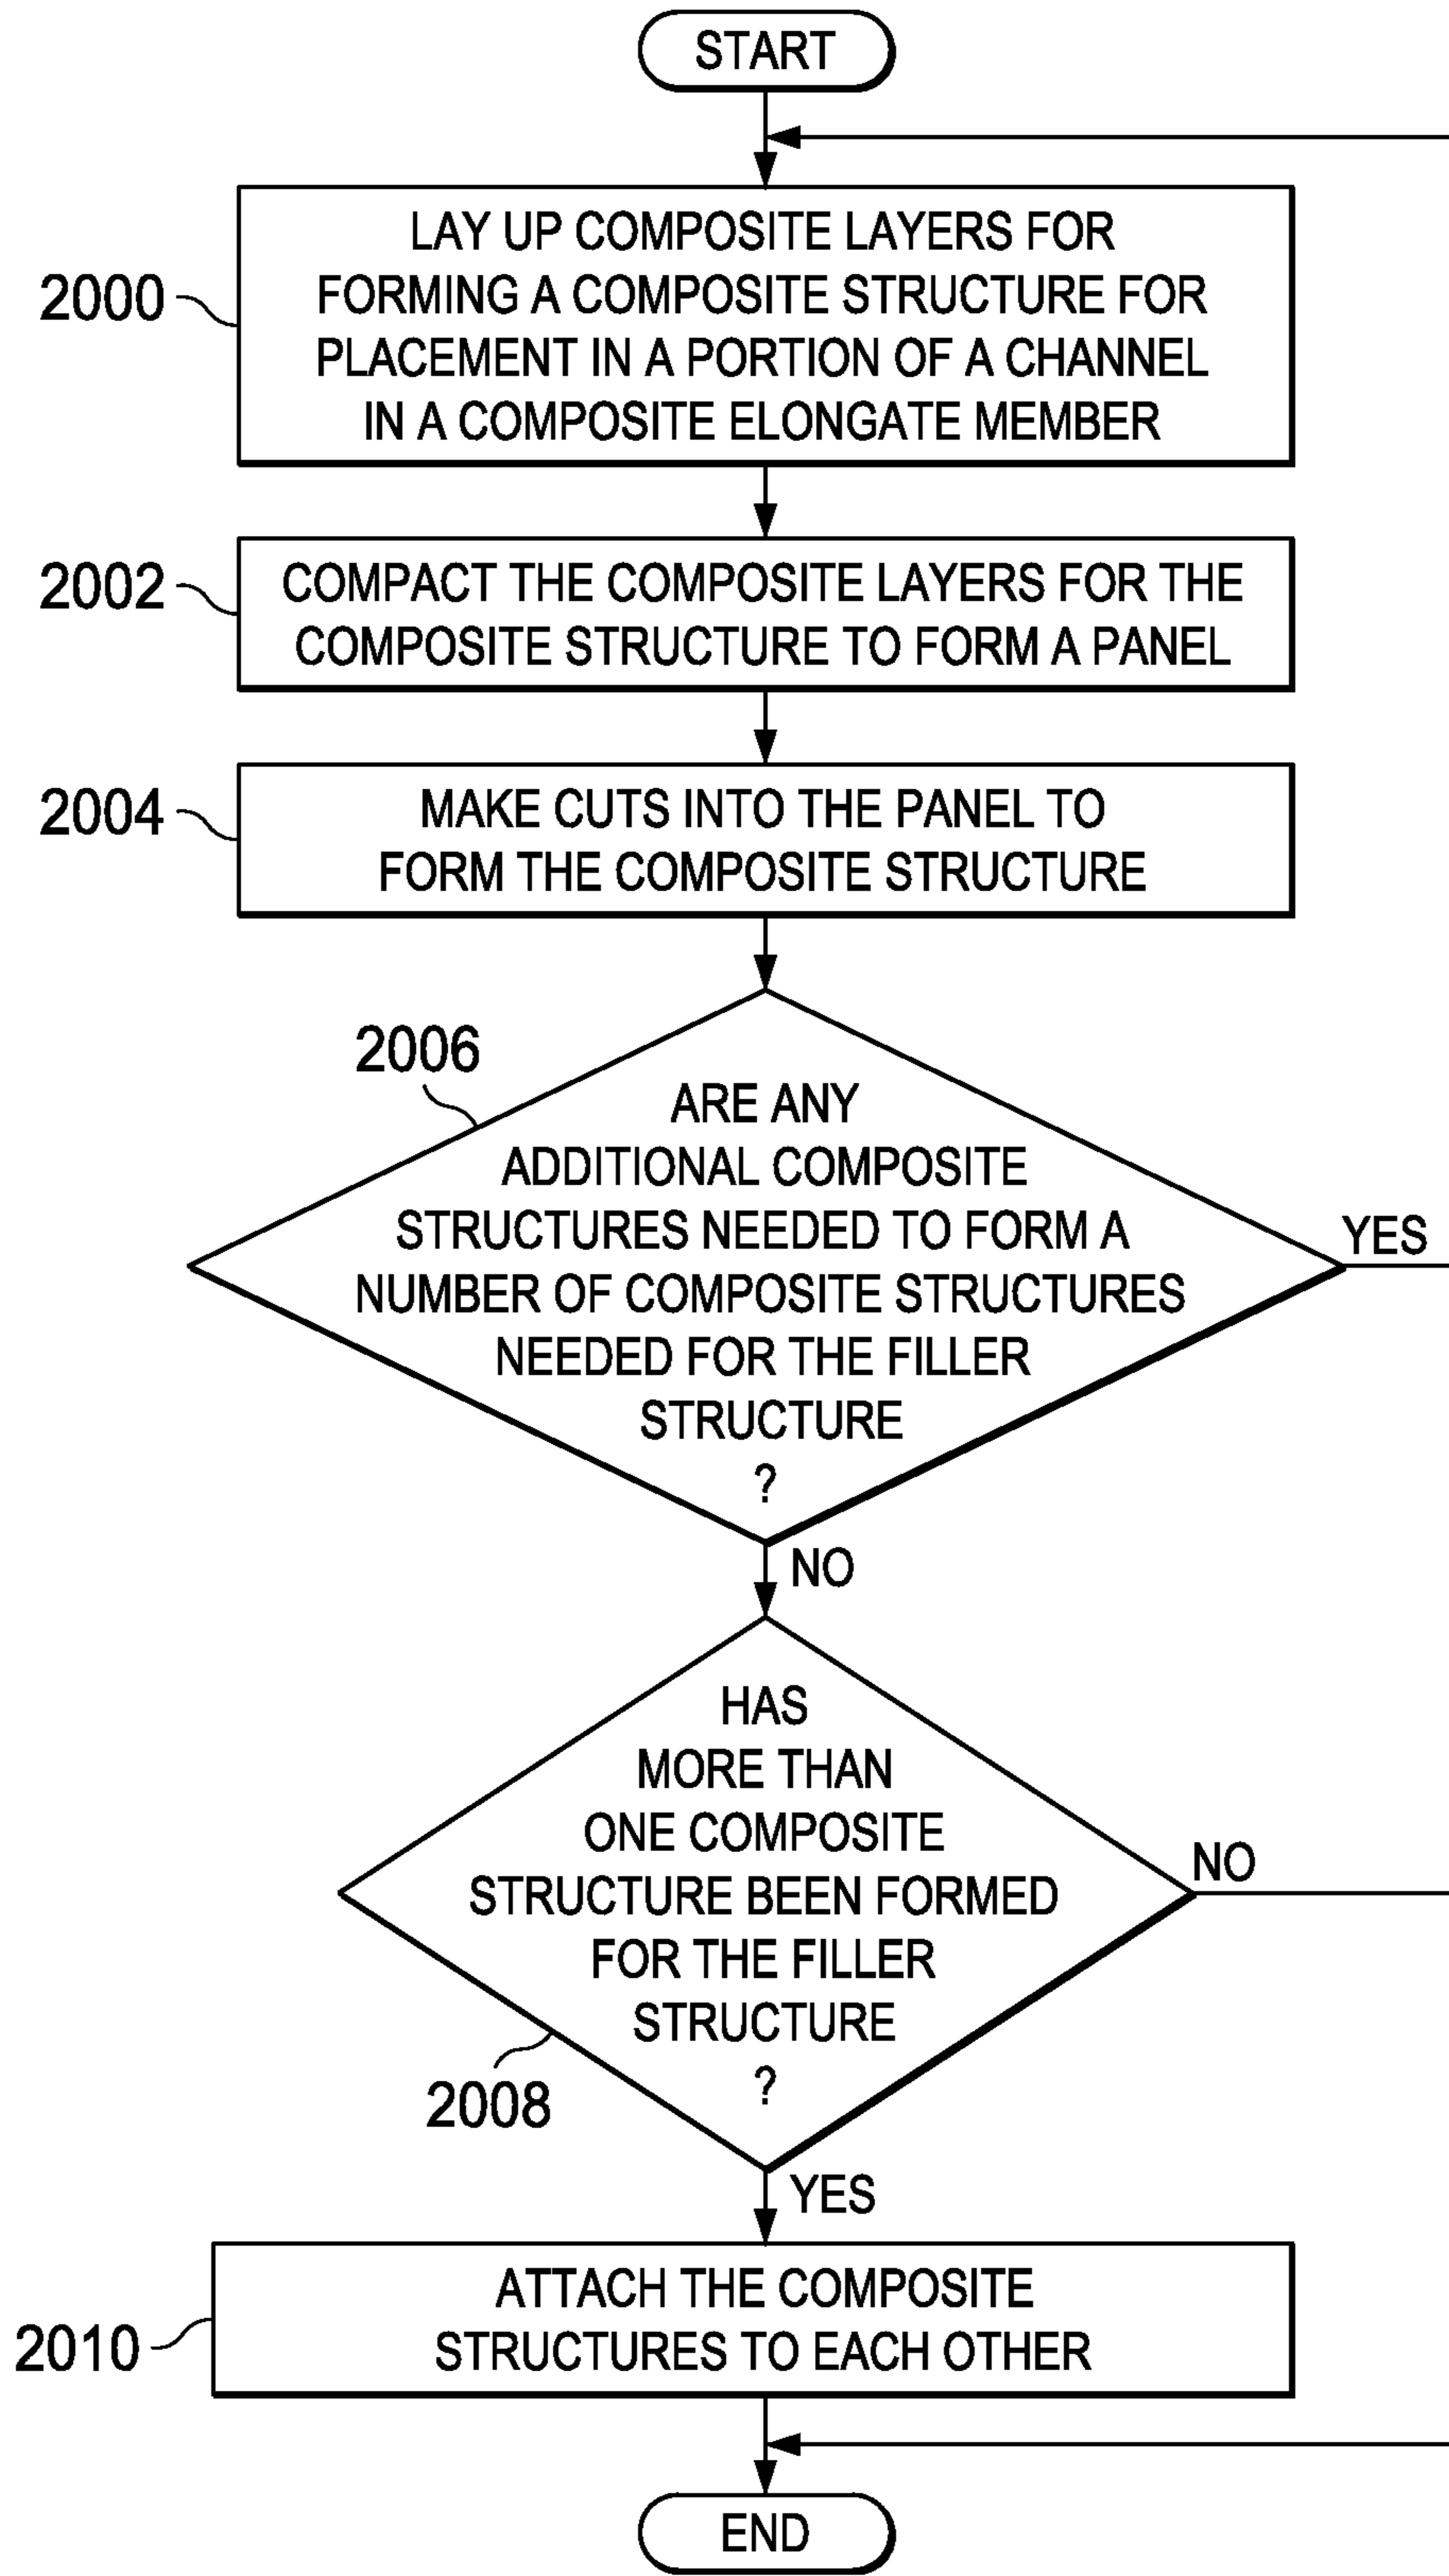 START
LAY UP COMPOSITE LAYERS FOR
FORMING A COMPOSITE STRUCTURE FOR
PLACEMENT IN A PORTION OF A CHANNEL
IN A COMPOSITE ELONGATE MEMBER
2000
COMPACT THE COMPOSITE LAYERS FOR THE
COMPOSITE STRUCTURE TO FORM A PANEL
2002
MAKE CUTS INTO THE PANEL TO
FORM THE COMPOSITE STRUCTURE
2004
2006
ARE ANY
ADDITIONAL COMPOSITE
STRUCTURES NEEDED TO FORM A
NUMBER OF COMPOSITE STRUCTURES
NEEDED FOR THE FILLER
STRUCTURE
?
YES
NO
HAS
MORE THAN
ONE COMPOSITE
STRUCTURE BEEN FORMED
FOR THE FILLER
STRUCTURE
?
NO
2008
YES
ATTACH THE COMPOSITE
STRUCTURES TO EACH OTHER
2010
END